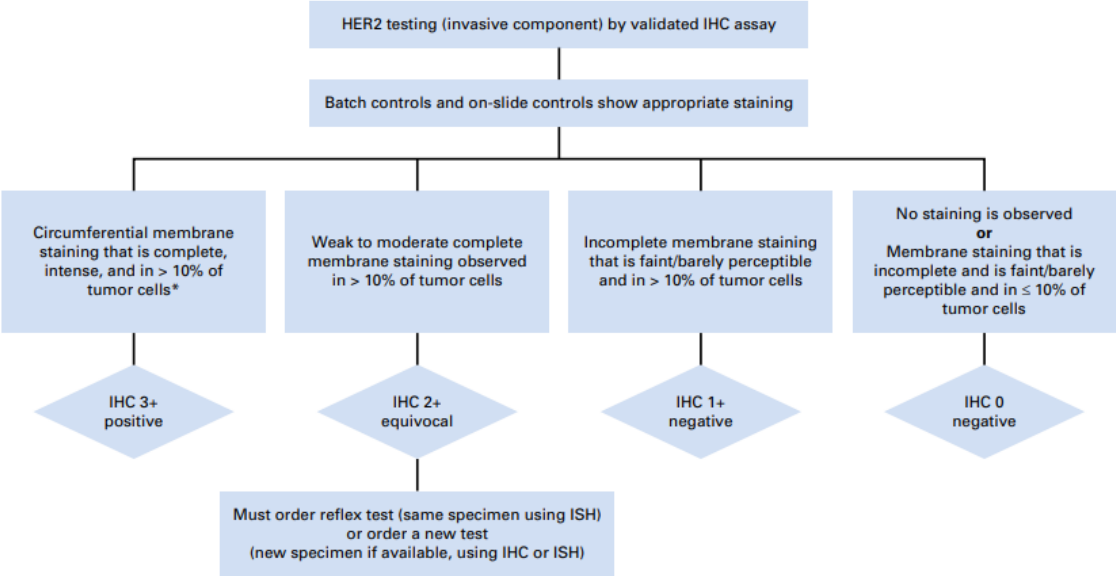 HER2 testing (invasive component) by validated IHC assay
Batch controls and on-slide controls show appropriate staining
Circumferential membrane
staining that is complete,
intense, and in > 10% of
tumor cells*
Weak to moderate complete
membrane staining observed
in > 10% of tumor cells
Incomplete membrane staining
that is faint/barely perceptible
and in > 10% of tumor cells
No staining is observed
or
Membrane staining that is
incomplete and is faint/barely
perceptible and in ≤ 10% of
tumor cells
IHC 3+
positive
IHC 2+
equivocal
IHC 1+
negative
IHC 0
negative
Must order reflex test (same specimen using ISH)
or order a new test
(new specimen if available, using IHC or ISH)